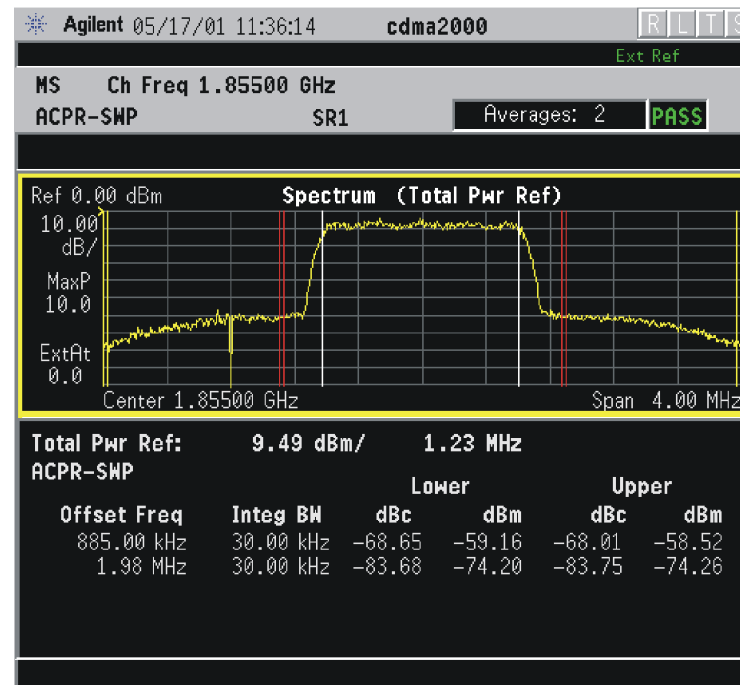 Agilent 05/17/01 11:36:14 cdma2000 R L T S
Ext Ref
MS Ch Freq 1.85500 GHz
ACPR-SWP SR1 Averages: 2 PASS
Ref 0.00 dBm Spectrum (Total Pwr Ref)
10.00
dB/
MaxP
10.0
ExtAt
0.0
Center 1.85500 GHz Span 4.00 MHz
Total Pwr Ref: 9.49 dBm/ 1.23 MHz
ACPR-SWP
Lower Upper
Offset Freq Integ BW dBc dBm dBc dBm
885.00 kHz 30.00 kHz -68.65 -59.16 -68.01 -58.52
1.98 MHz 30.00 kHz -83.68 -74.20 -83.75 -74.26